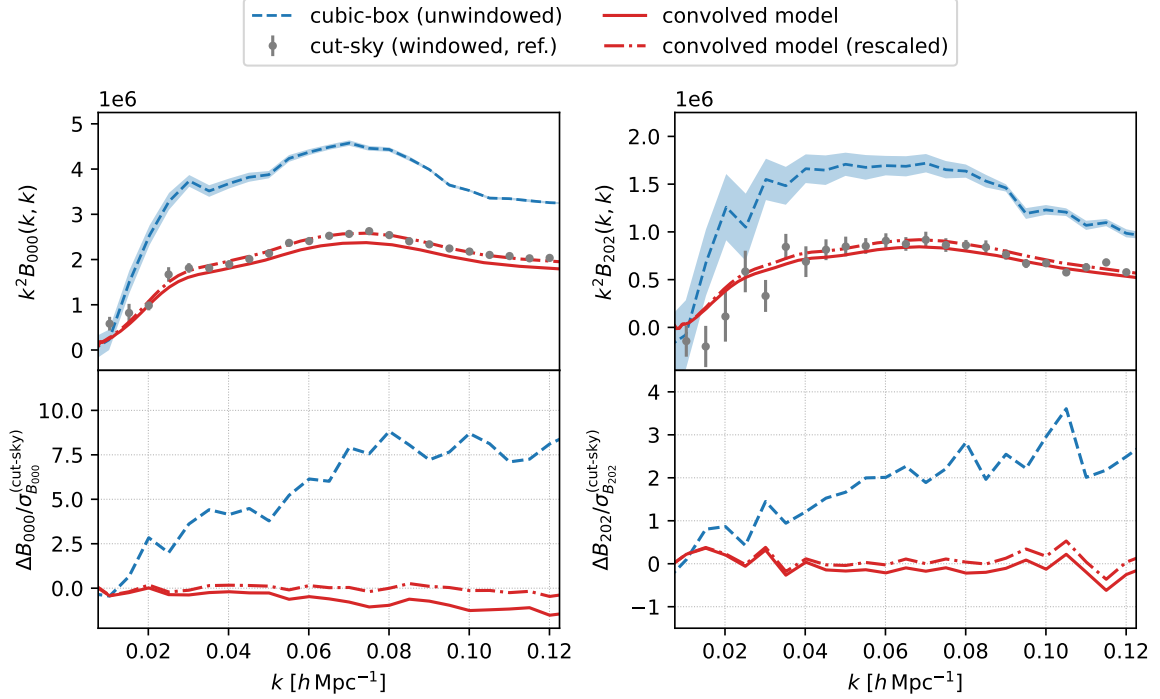 cubic-box (unwindowed)
cut-sky (windowed, ref.)
convolved model
convolved model (rescaled)
1e6
5
4
3
2
1
0
k²B₀₀₀(k, k)
1e6
2.0
1.5
1.0
0.5
0.0
k²B₂₀₂(k, k)
10.0
7.5
5.0
2.5
0.0
ΔB₀₀₀/σ_{B₀₀₀}^{(cut-sky)}
0.02 0.04 0.06 0.08 0.10 0.12
k [h Mpc⁻¹]
4
3
2
1
0
−1
ΔB₂₀₂/σ_{B₂₀₂}^{(cut-sky)}
0.02 0.04 0.06 0.08 0.10 0.12
k [h Mpc⁻¹]